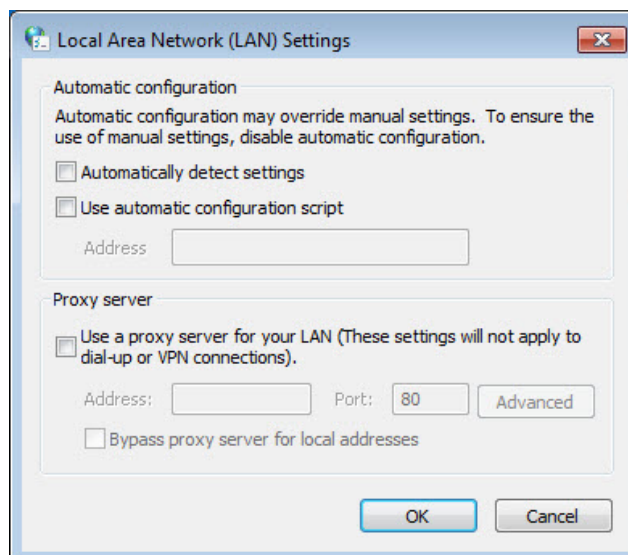 Local Area Network (LAN) Settings
Automatic configuration
Automatic configuration may override manual settings. To ensure the
use of manual settings, disable automatic configuration.
Automatically detect settings
Use automatic configuration script
Address
Proxy server
Use a proxy server for your LAN (These settings will not apply to
dial-up or VPN connections).
Address: Port: 80 Advanced
Bypass proxy server for local addresses
OK Cancel